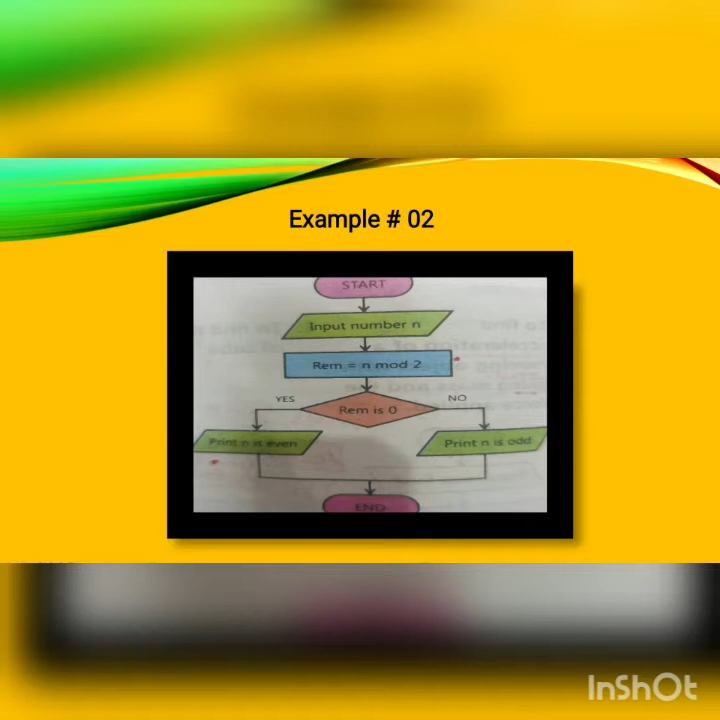 Example # 02
START
Input number n
Rem = n mod 2
YES
NO
Rem is 0
Print n is even
Print n is odd
END
InShOt